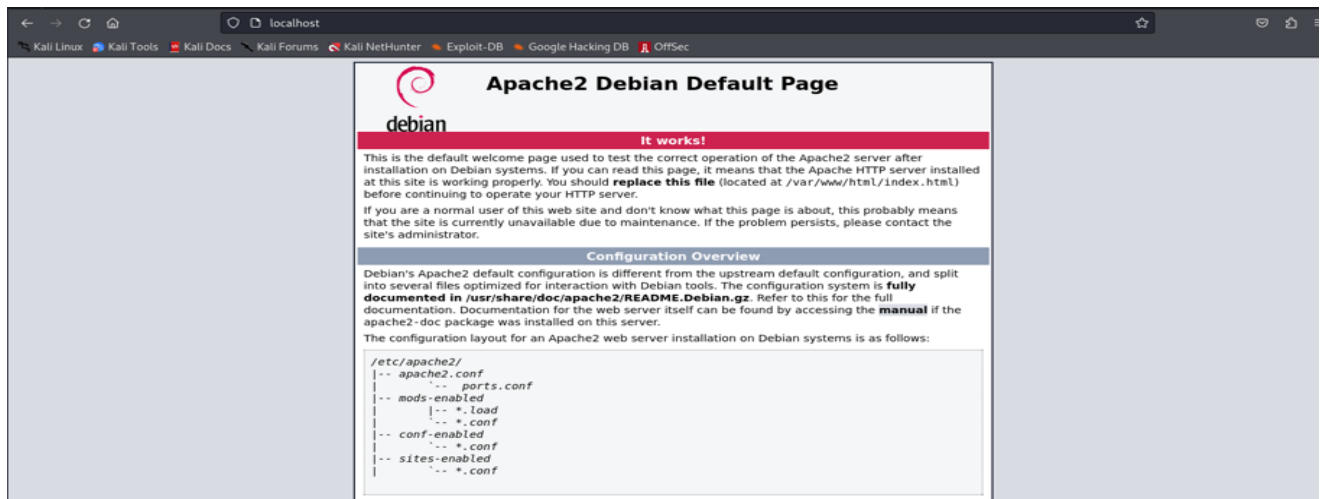 localhost
Kali Linux Kali Tools Kali Docs Kali Forums Kali NetHunter Exploit-DB Google Hacking DB OffSec
Apache2 Debian Default Page
debian
It works!
This is the default welcome page used to test the correct operation of the Apache2 server after
installation on Debian systems. If you can read this page, it means that the Apache HTTP server installed
at this site is working properly. You should replace this file (located at /var/www/html/index.html)
before continuing to operate your HTTP server.
If you are a normal user of this web site and don't know what this page is about, this probably means
that the site is currently unavailable due to maintenance. If the problem persists, please contact the
site's administrator.
Configuration Overview
Debian's Apache2 default configuration is different from the upstream default configuration, and split
into several files optimized for interaction with Debian tools. The configuration system is fully
documented in /usr/share/doc/apache2/README.Debian.gz. Refer to this for the full
documentation. Documentation for the web server itself can be found by accessing the manual if the
apache2-doc package was installed on this server.
The configuration layout for an Apache2 web server installation on Debian systems is as follows:
/etc/apache2/
|-- apache2.conf
|       `--  ports.conf
|-- mods-enabled
|       |-- *.load
|       `-- *.conf
|-- conf-enabled
|       `-- *.conf
|-- sites-enabled
|       `-- *.conf